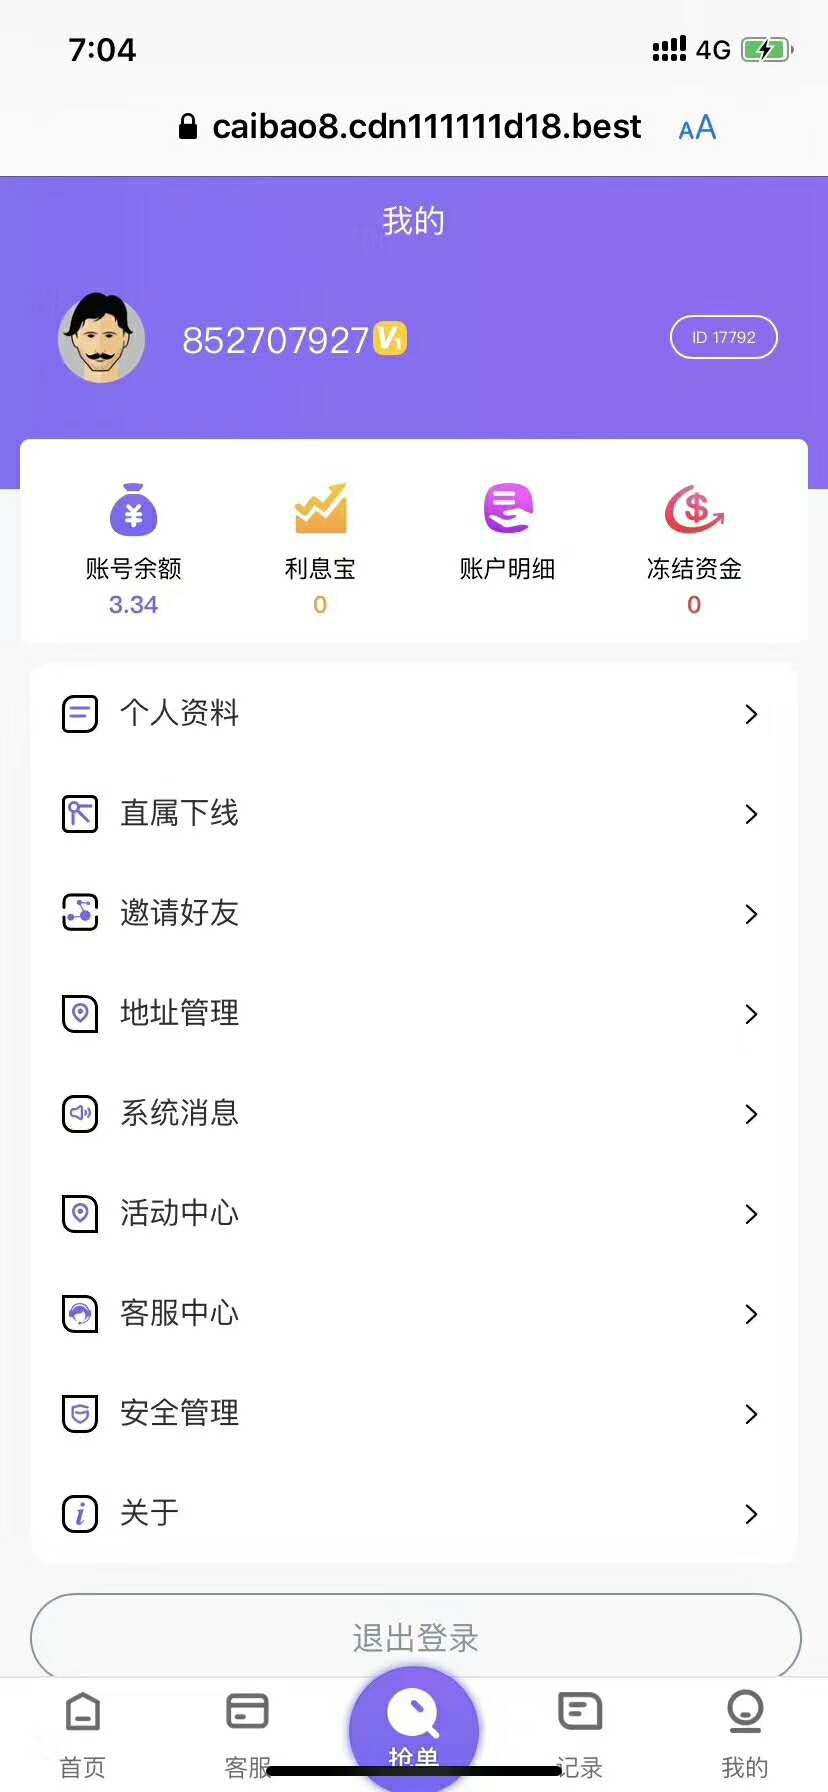 7:04
4G
caibao8.cdn111111d18.best
AA
我的
852707927 V1
ID 17792
账号余额 利息宝 账户明细 冻结资金
3.34 0 0
个人资料
直属下线
邀请好友
地址管理
系统消息
活动中心
客服中心
安全管理
关于
退出登录
首页 客服 抢单 记录 我的